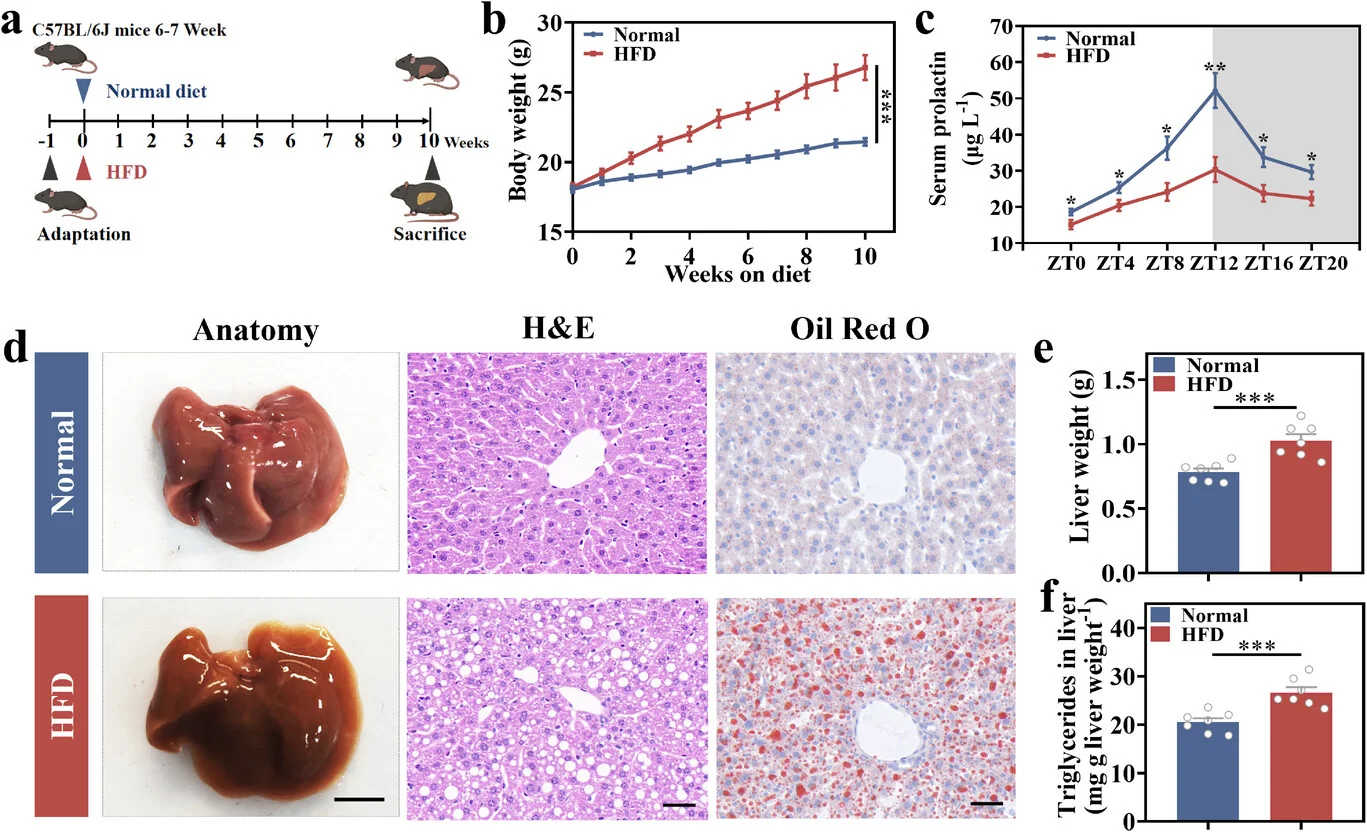 a
C57BL/6J mice 6-7 Week
Normal diet
-1 0 1 2 3 4 5 6 7 8 9 10 Weeks
HFD
Adaptation
Sacrifice
b
Normal
HFD
Body weight (g)
30
25
20
15
***
0 2 4 6 8 10
Weeks on diet
c
Normal
HFD
Serum prolactin
(μg L-1)
70
60
50
40
30
20
10
* * * ** * *
ZT0 ZT4 ZT8 ZT12 ZT16 ZT20
d
Anatomy H&E Oil Red O
Normal
HFD
e
Normal
HFD
***
Liver weight (g)
1.5
1.0
0.5
0.0
f
Normal
HFD
***
Triglycerides in liver
(mg g liver weight-1)
40
30
20
10
0